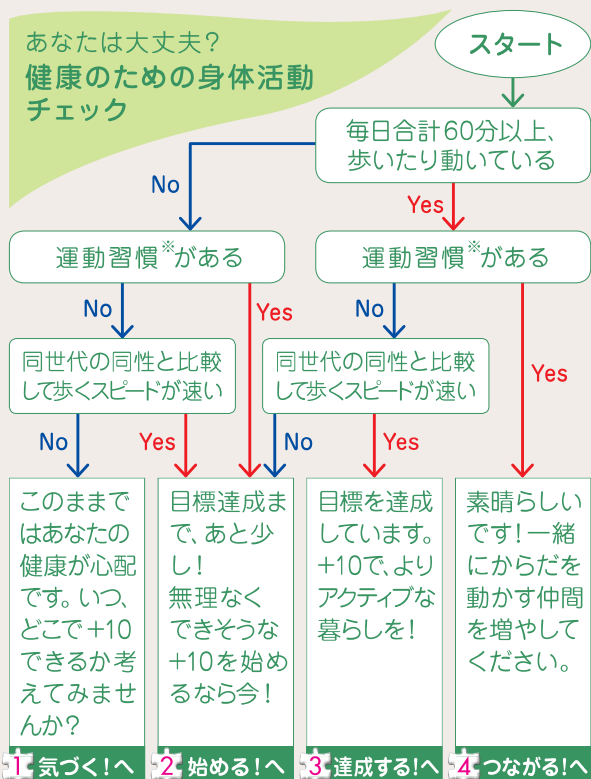 あなたは大丈夫?
健康のための身体活動
チェック
スタート
毎日合計60分以上、
歩いたり動いている
No
Yes
運動習慣※がある
運動習慣※がある
No
Yes
No
Yes
同世代の同性と比較
して歩くスピードが速い
同世代の同性と比較
して歩くスピードが速い
No
Yes
No
Yes
このままで
はあなたの
健康が心配
です。いつ、
どこで+10
できるか考
えてみませ
んか?
1 気づく!へ
目標達成ま
で、あと少
し!
無理なく
できそうな
+10を始め
るなら今!
2 始める!へ
目標を達成
しています。
+10で、より
アクティブな
暮らしを!
3 達成する!へ
素晴らしい
です!一緒
にからだを
動かす仲間
を増やして
ください。
4 つながる!へ